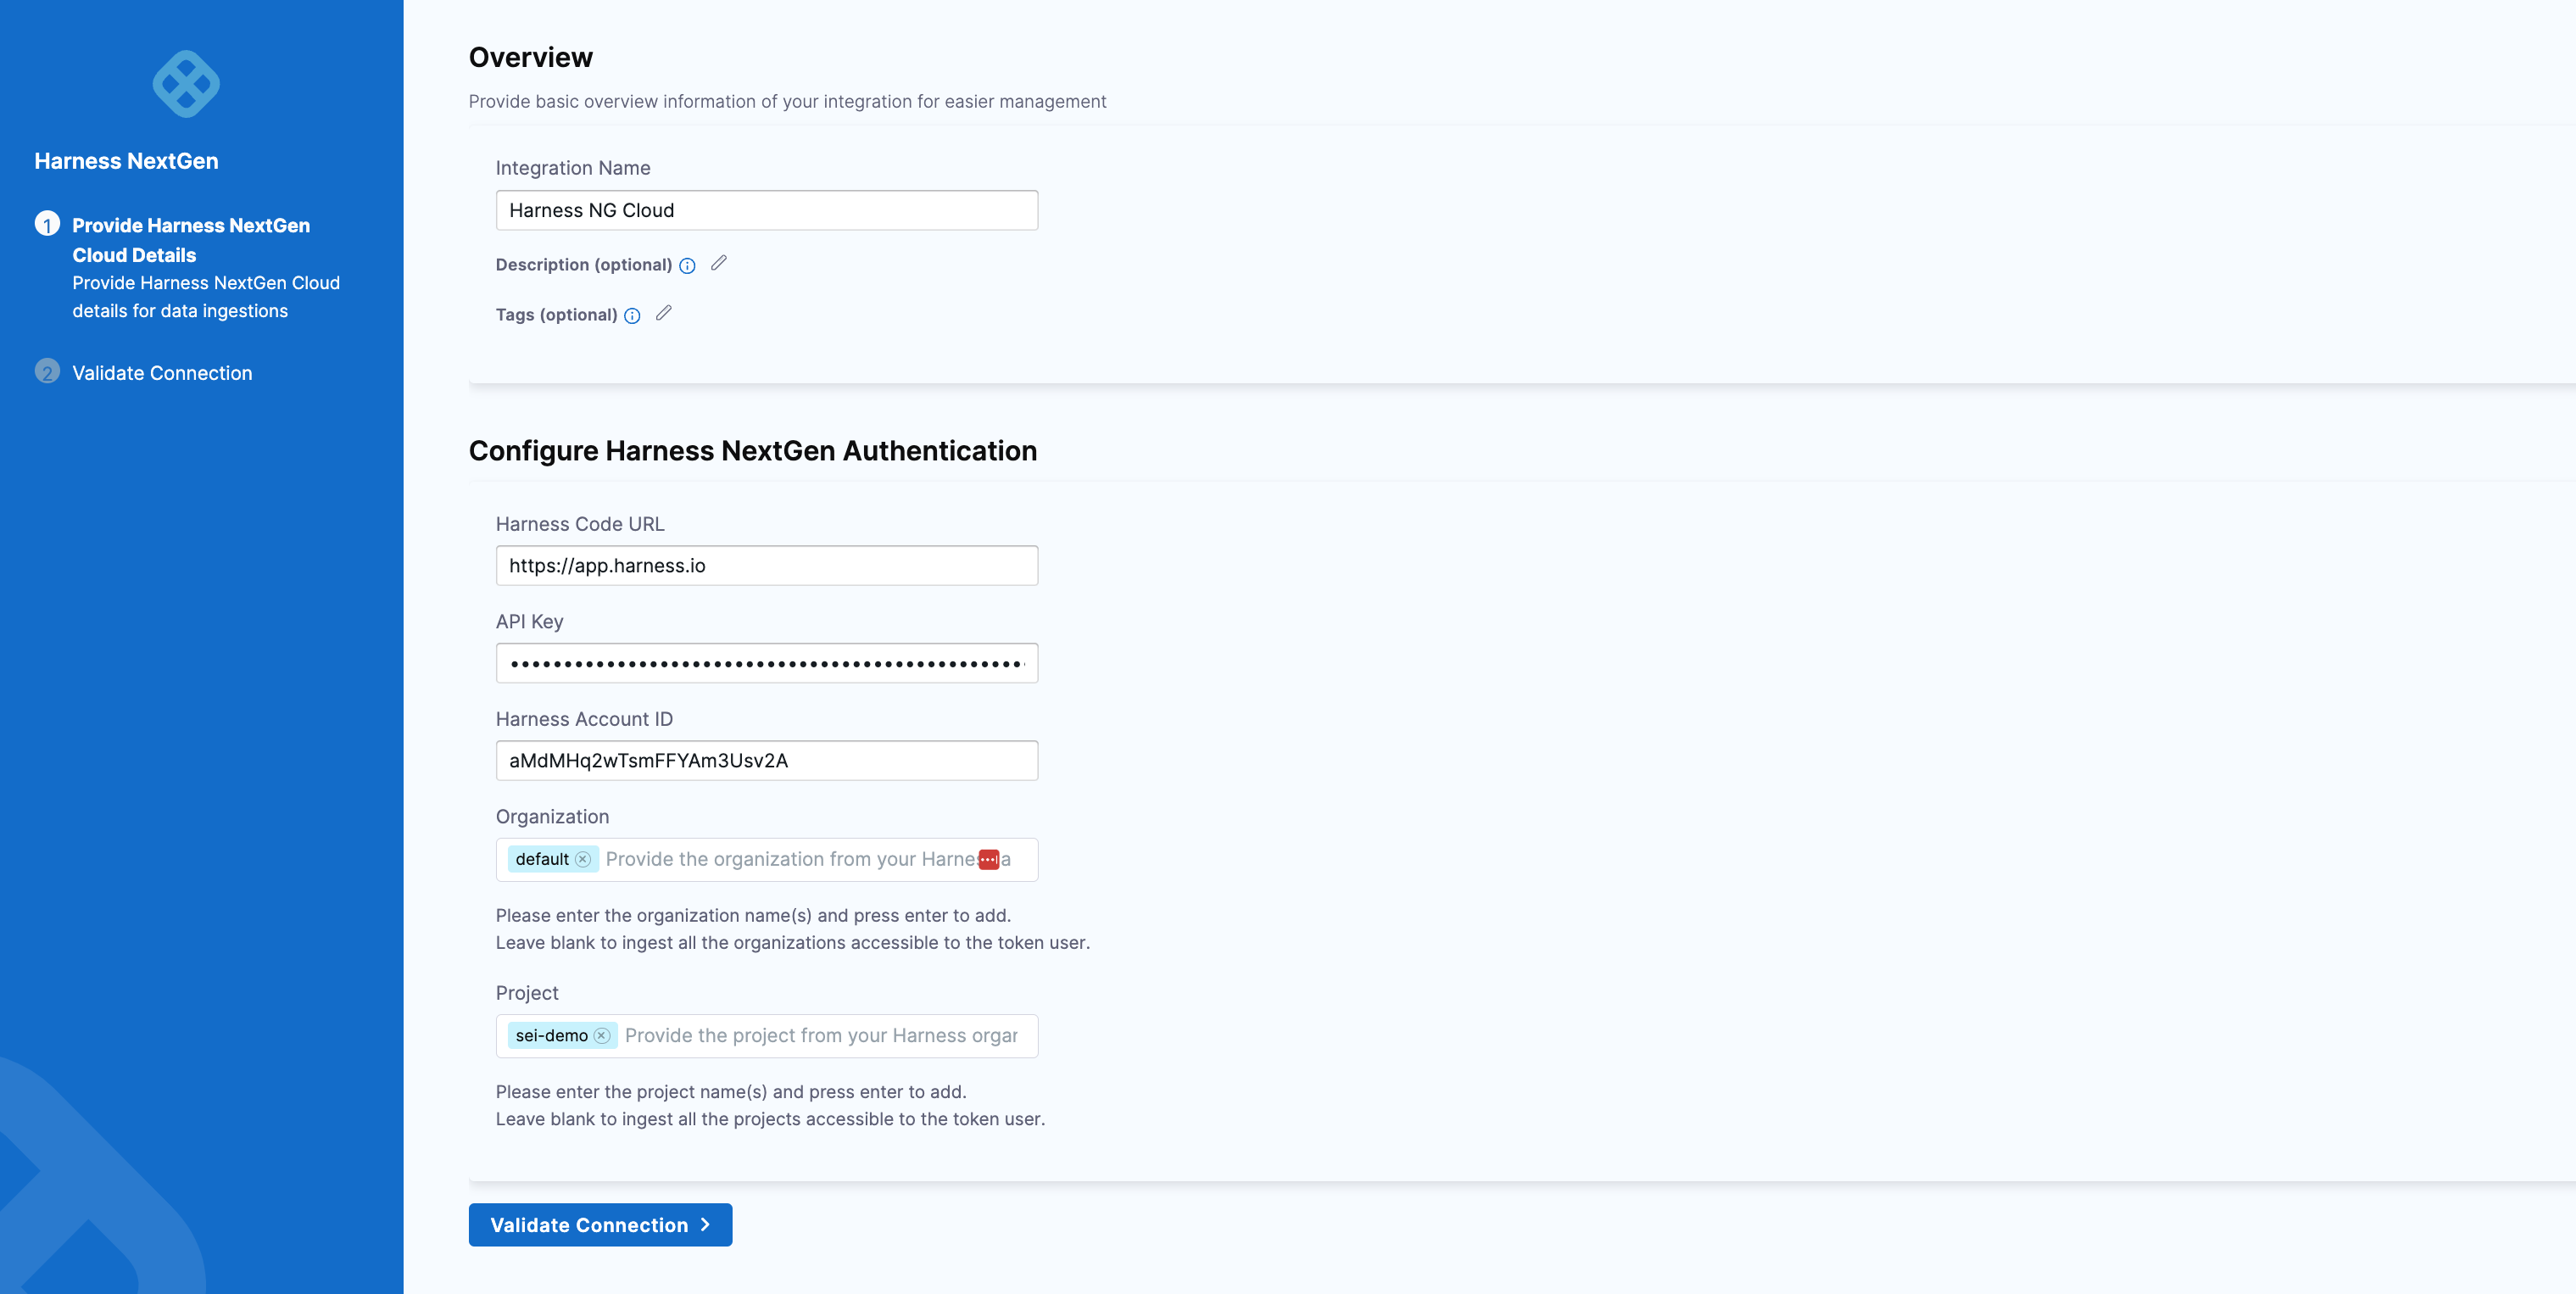 Harness NextGen
1
Provide Harness NextGen
Cloud Details
Provide Harness NextGen Cloud
details for data ingestions
2
Validate Connection
Overview
Provide basic overview information of your integration for easier management
Integration Name
Harness NG Cloud
Description (optional)
Tags (optional)
Configure Harness NextGen Authentication
Harness Code URL
https://app.harness.io
API Key
Harness Account ID
aMdMHq2wTsmFFYAm3Usv2A
Organization
default Provide the organization from your Harness a
Please enter the organization name(s) and press enter to add.
Leave blank to ingest all the organizations accessible to the token user.
Project
sei-demo Provide the project from your Harness organ
Please enter the project name(s) and press enter to add.
Leave blank to ingest all the projects accessible to the token user.
Validate Connection